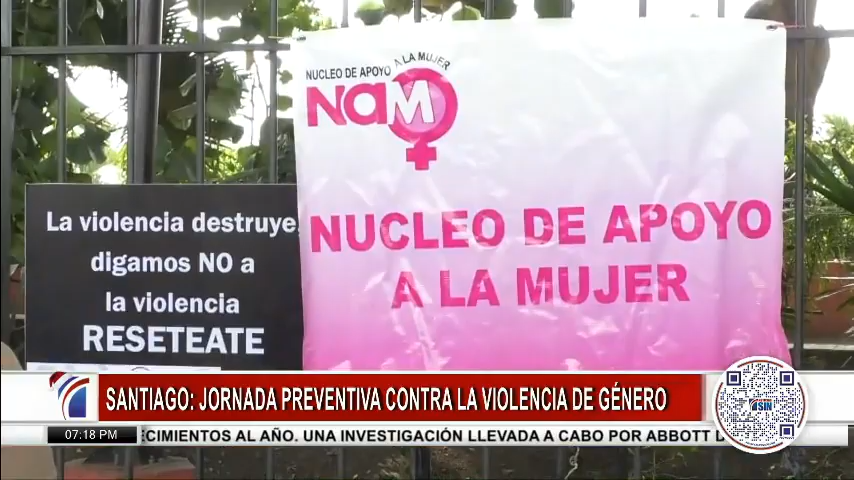 NUCLEO DE APOYO A LA MUJER
NAM
La violencia destruye,
digamos NO a
la violencia
RESETEATE
NUCLEO DE APOYO
A LA MUJER
SANTIAGO: JORNADA PREVENTIVA CONTRA LA VIOLENCIA DE GÉNERO
SIN
07:18 PM
ECIMIENTOS AL AÑO. UNA INVESTIGACIÓN LLEVADA A CABO POR ABBOTT D